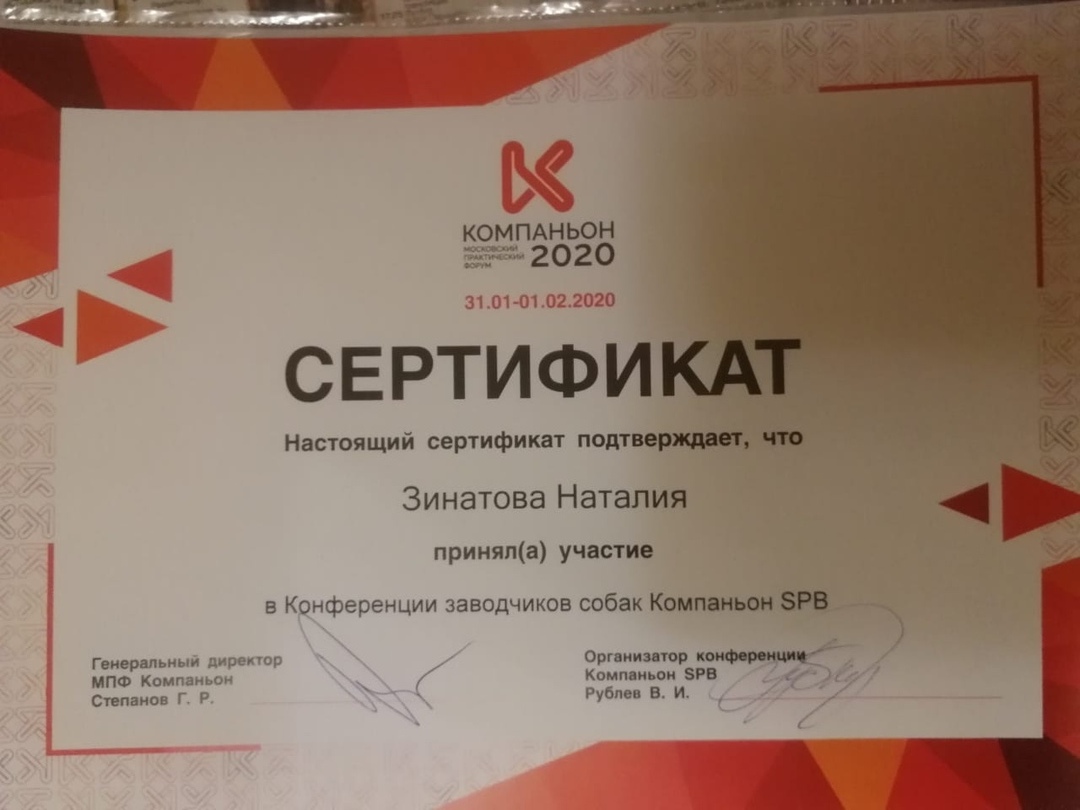 КОМПАНЬОН
МОСКОВСКИЙ
ПРАКТИЧЕСКИЙ
ФОРУМ
2020
31.01-01.02.2020
СЕРТИФИКАТ
Настоящий сертификат подтверждает, что
Зинатова Наталия
принял(а) участие
в Конференции заводчиков собак Компаньон SPB
Генеральный директор
МПФ Компаньон
Степанов Г. Р.
Организатор конференции
Компаньон SPB
Рублев В. И.